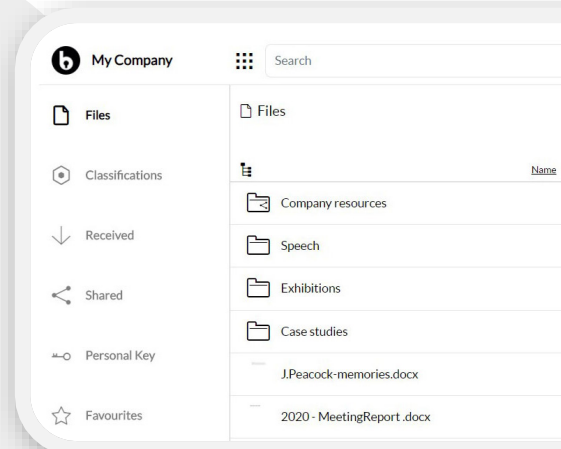 My Company
Search
Files
Classifications
Received
Shared
Personal Key
Favourites
Files
Name
Company resources
Speech
Exhibitions
Case studies
J.Peacock-memories.docx
2020 - MeetingReport .docx